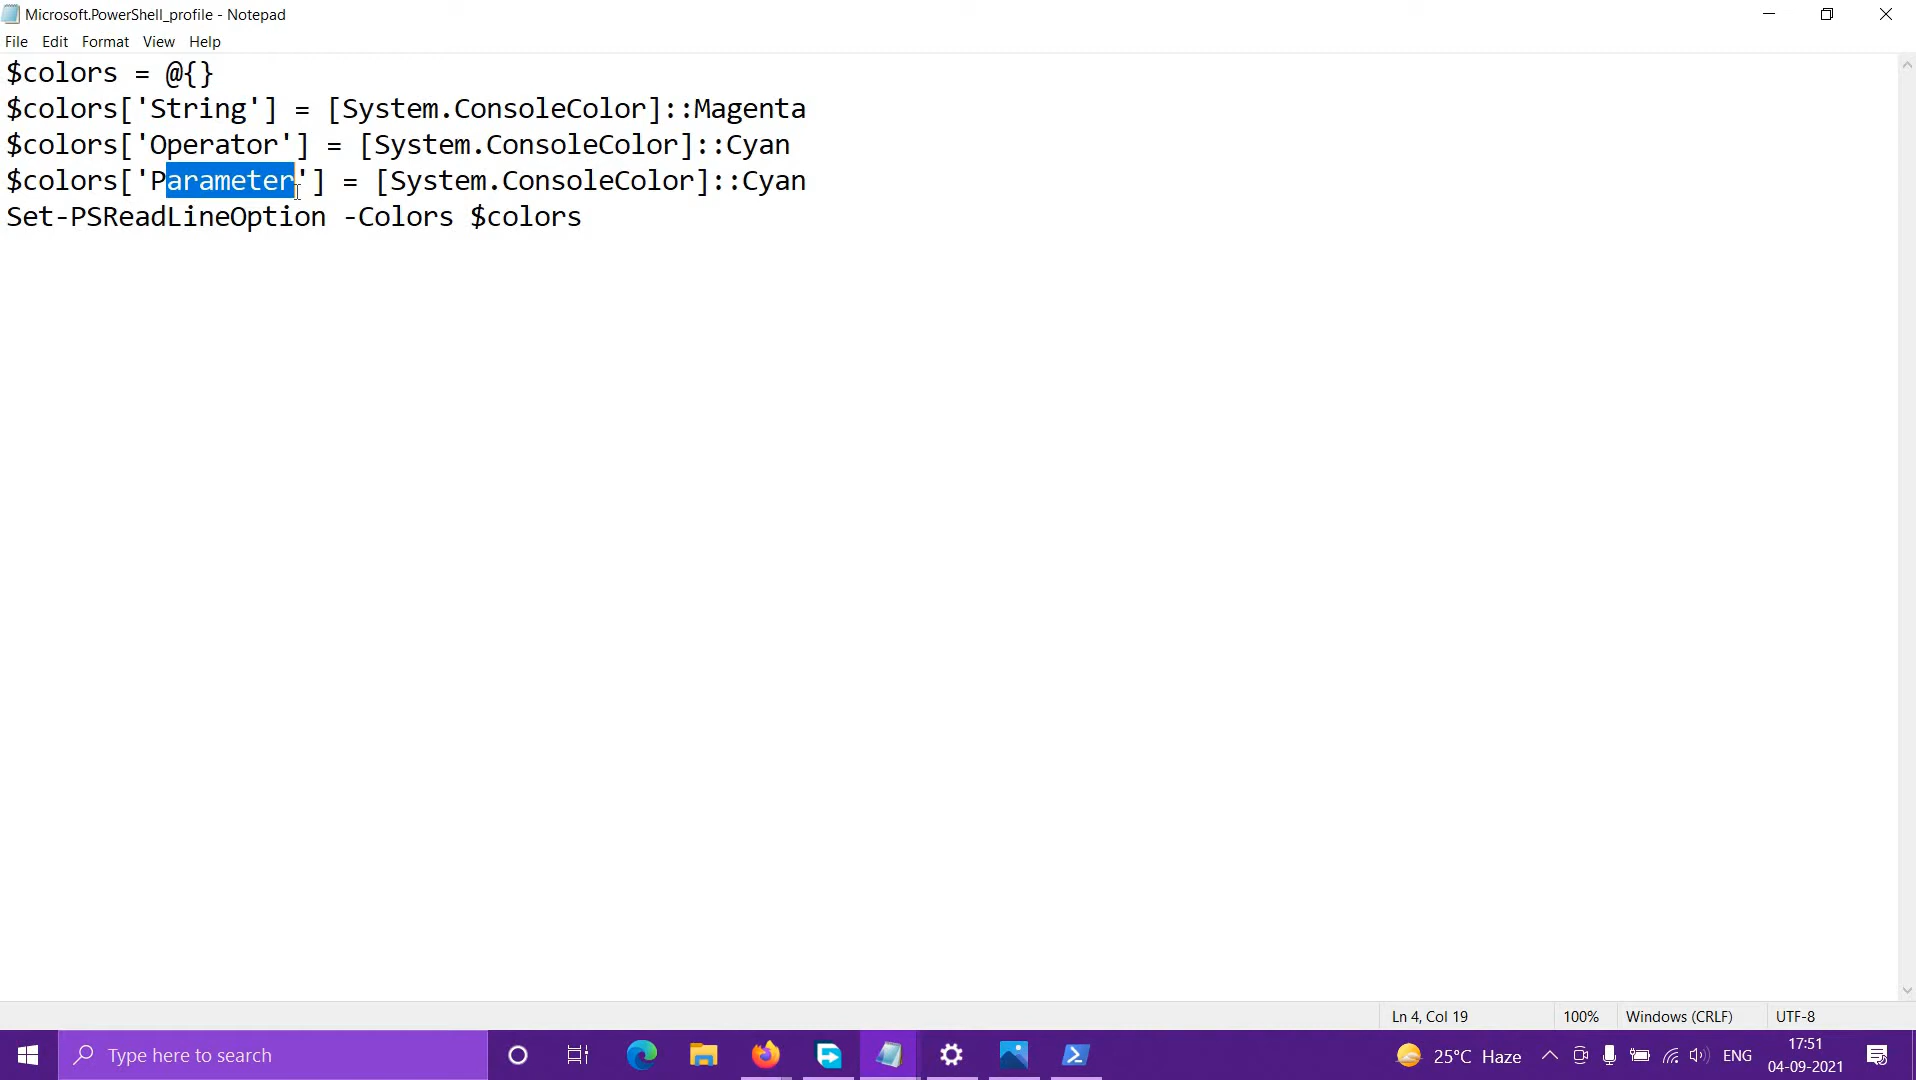 Microsoft.PowerShell_profile - Notepad
File Edit Format View Help
$colors = @{}
$colors['String'] = [System.ConsoleColor]::Magenta
$colors['Operator'] = [System.ConsoleColor]::Cyan
$colors['Parameter'] = [System.ConsoleColor]::Cyan
Set-PSReadLineOption -Colors $colors
Ln 4, Col 19 100% Windows (CRLF) UTF-8
Type here to search
25°C Haze
ENG
17:51
04-09-2021